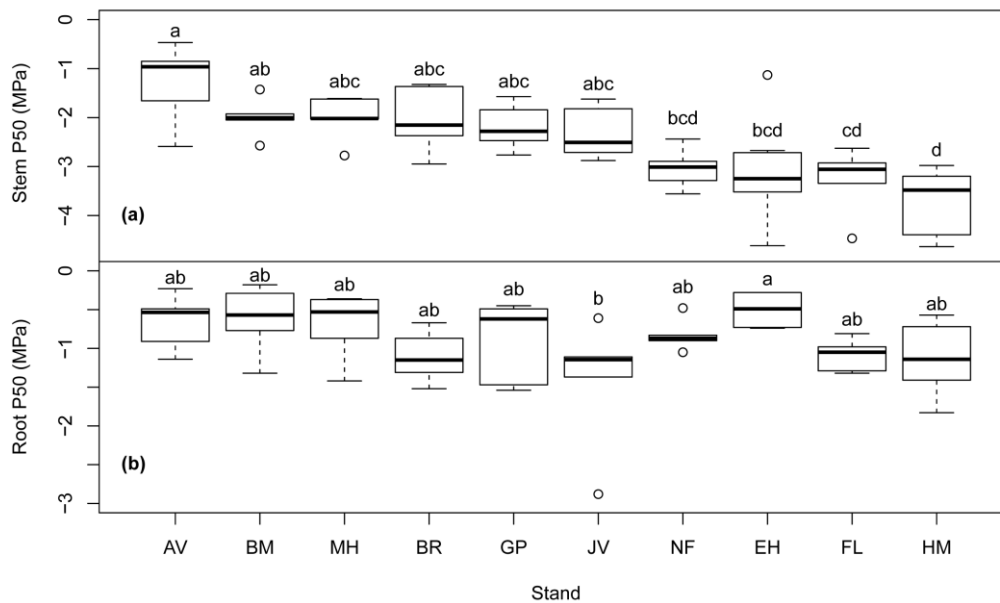 0
−1
−2
−3
−4
Stem P50 (MPa)
a
ab
abc
abc
abc
abc
bcd
bcd
cd
d
(a)
0
−1
−2
−3
Root P50 (MPa)
ab
ab
ab
ab
ab
b
ab
a
ab
ab
(b)
AV BM MH BR GP JV NF EH FL HM
Stand